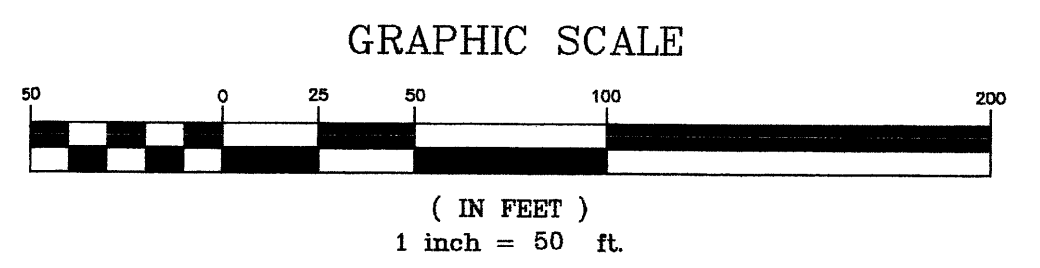 GRAPHIC SCALE
50 0 25 50 100 200
( IN FEET )
1 inch = 50 ft.